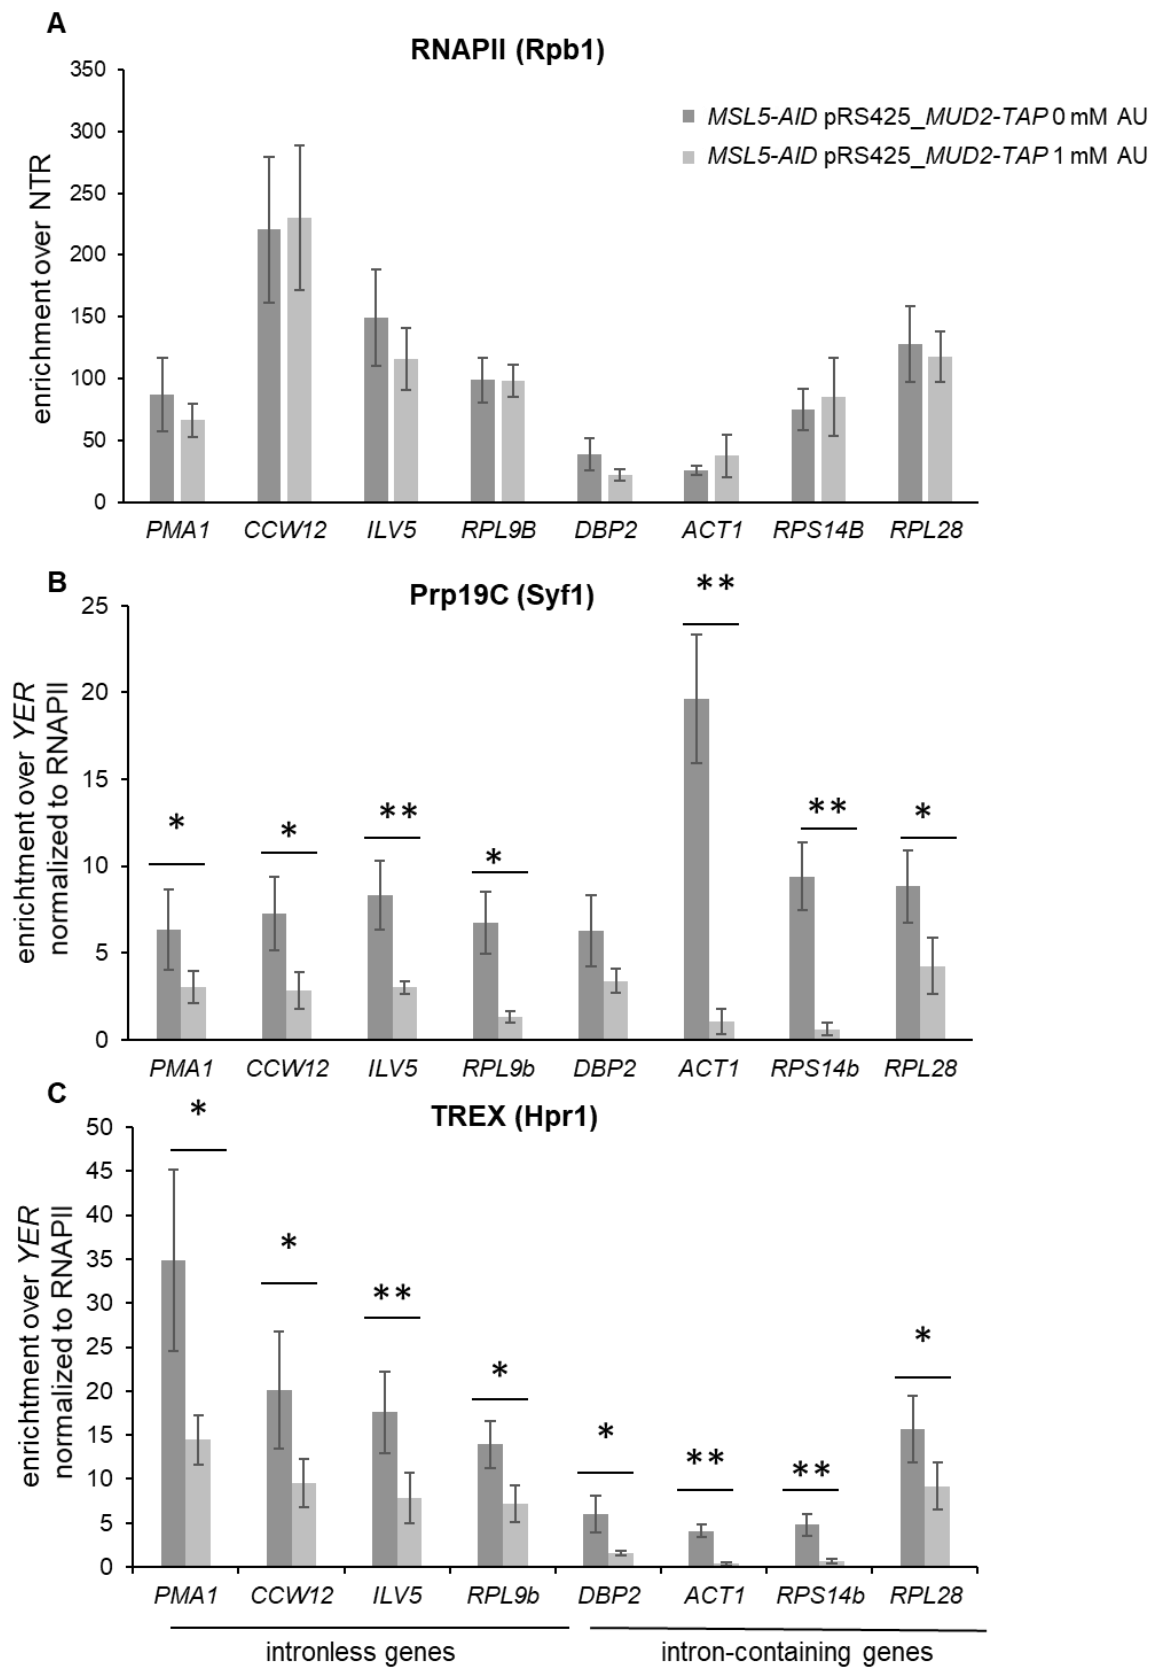 A
RNAPII (Rpb1)
MSL5-AID pRS425_MUD2-TAP 0 mM AU
MSL5-AID pRS425_MUD2-TAP 1 mM AU
enrichment over NTR
350
300
250
200
150
100
50
0
PMA1 CCW12 ILV5 RPL9B DBP2 ACT1 RPS14B RPL28
B
Prp19C (Syf1)
enrichtment over YER
normalized to RNAPII
25
20
15
10
5
0
* * ** * ** ** *
PMA1 CCW12 ILV5 RPL9b DBP2 ACT1 RPS14b RPL28
C
TREX (Hpr1)
enrichtment over YER
normalized to RNAPII
50
45
40
35
30
25
20
15
10
5
0
* * ** * * ** ** *
PMA1 CCW12 ILV5 RPL9b DBP2 ACT1 RPS14b RPL28
intronless genes intron-containing genes